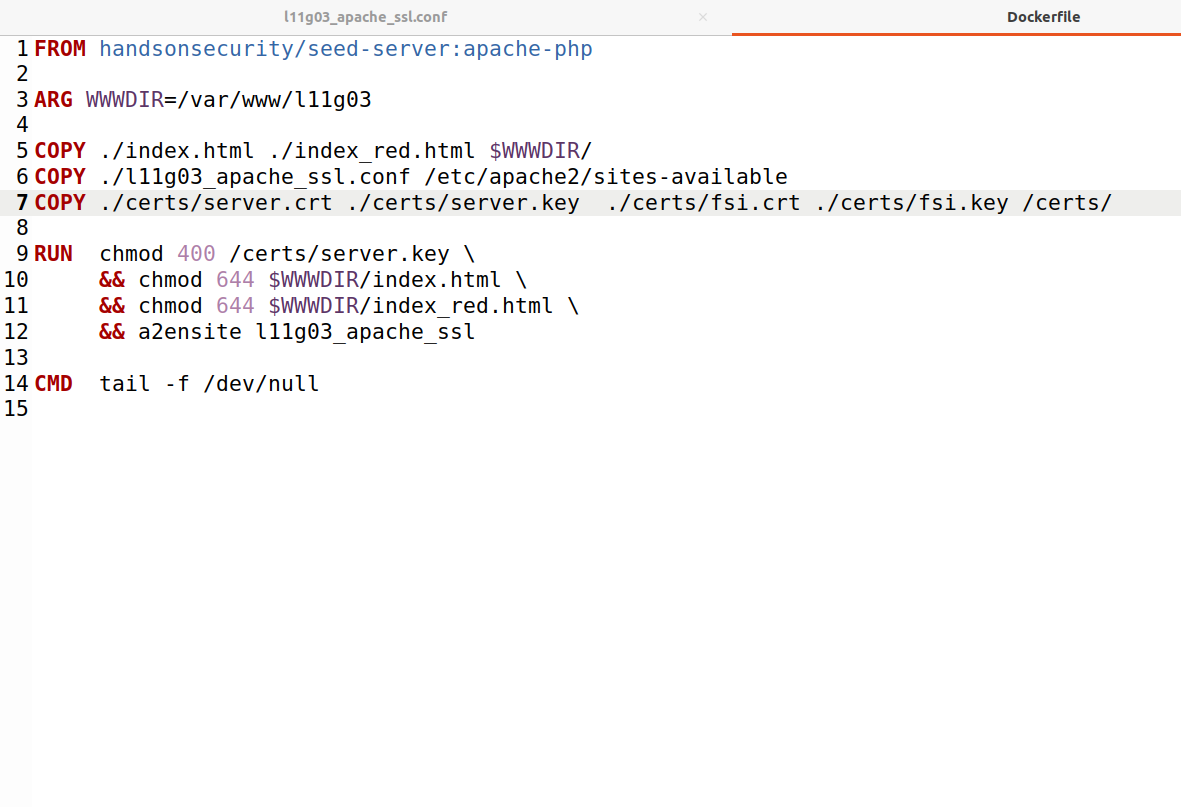 l11g03_apache_ssl.conf × Dockerfile
1 FROM handsonsecurity/seed-server:apache-php
2
3 ARG WWWDIR=/var/www/l11g03
4
5 COPY ./index.html ./index_red.html $WWWDIR/
6 COPY ./l11g03_apache_ssl.conf /etc/apache2/sites-available
7 COPY ./certs/server.crt ./certs/server.key  ./certs/fsi.crt ./certs/fsi.key /certs/
8
9 RUN  chmod 400 /certs/server.key \
10      && chmod 644 $WWWDIR/index.html \
11      && chmod 644 $WWWDIR/index_red.html \
12      && a2ensite l11g03_apache_ssl
13
14 CMD  tail -f /dev/null
15